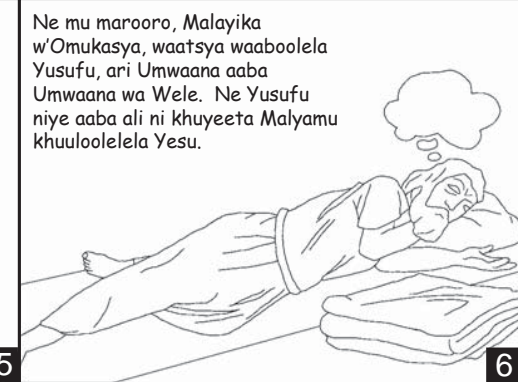 Ne mu marooro, Malayika
w'Omukasya, waatsya waaboolela
Yusufu, ari Umwaana aaba
Umwaana wa Wele. Ne Yusufu
niye aaba ali ni khuyeeta Malyamu
khuuloolelela Yesu.
5
6